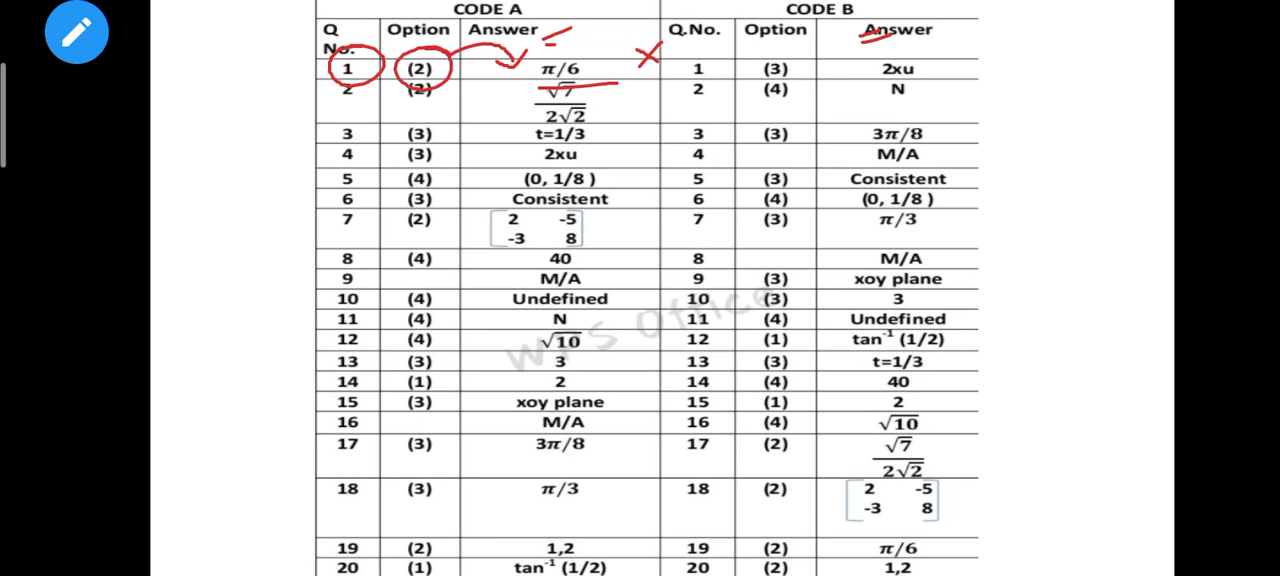 CODE A CODE B
Q No. Option Answer Q.No. Option Answer
1 (2) π/6 1 (3) 2xu
2 (2) √7/2√2 2 (4) N
3 (3) t=1/3 3 (3) 3π/8
4 (3) 2xu 4 M/A
5 (4) (0, 1/8 ) 5 (3) Consistent
6 (3) Consistent 6 (4) (0, 1/8 )
7 (2) [2 -5 -3 8] 7 (3) π/3
8 (4) 40 8 M/A
9 M/A 9 (3) xoy plane
10 (4) Undefined 10 (3) 3
11 (4) N 11 (4) Undefined
12 (4) √10 12 (1) tan⁻¹ (1/2)
13 (3) 3 13 (3) t=1/3
14 (1) 2 14 (4) 40
15 (3) xoy plane 15 (1) 2
16 M/A 16 (4) √10
17 (3) 3π/8 17 (2) √7/2√2
18 (3) π/3 18 (2) [2 -5 -3 8]
19 (2) 1,2 19 (2) π/6
20 (1) tan⁻¹ (1/2) 20 (2) 1,2
WPS Office